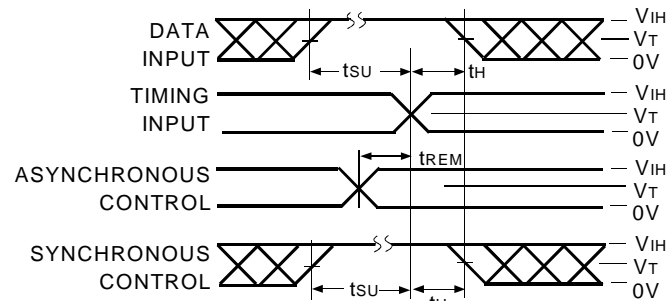 DATA INPUT
VIH
VT
0V
tSU
tH
TIMING INPUT
VIH
VT
0V
tREM
ASYNCHRONOUS CONTROL
VIH
VT
0V
SYNCHRONOUS CONTROL
VIH
VT
0V
tSU